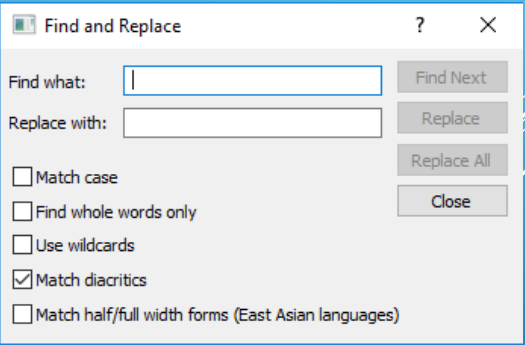 Find and Replace ?
Find what: Find Next
Replace with: Replace
Replace All
Match case
Close
Find whole words only
Use wildcards
Match diacritics
Match half/full width forms (East Asian languages)